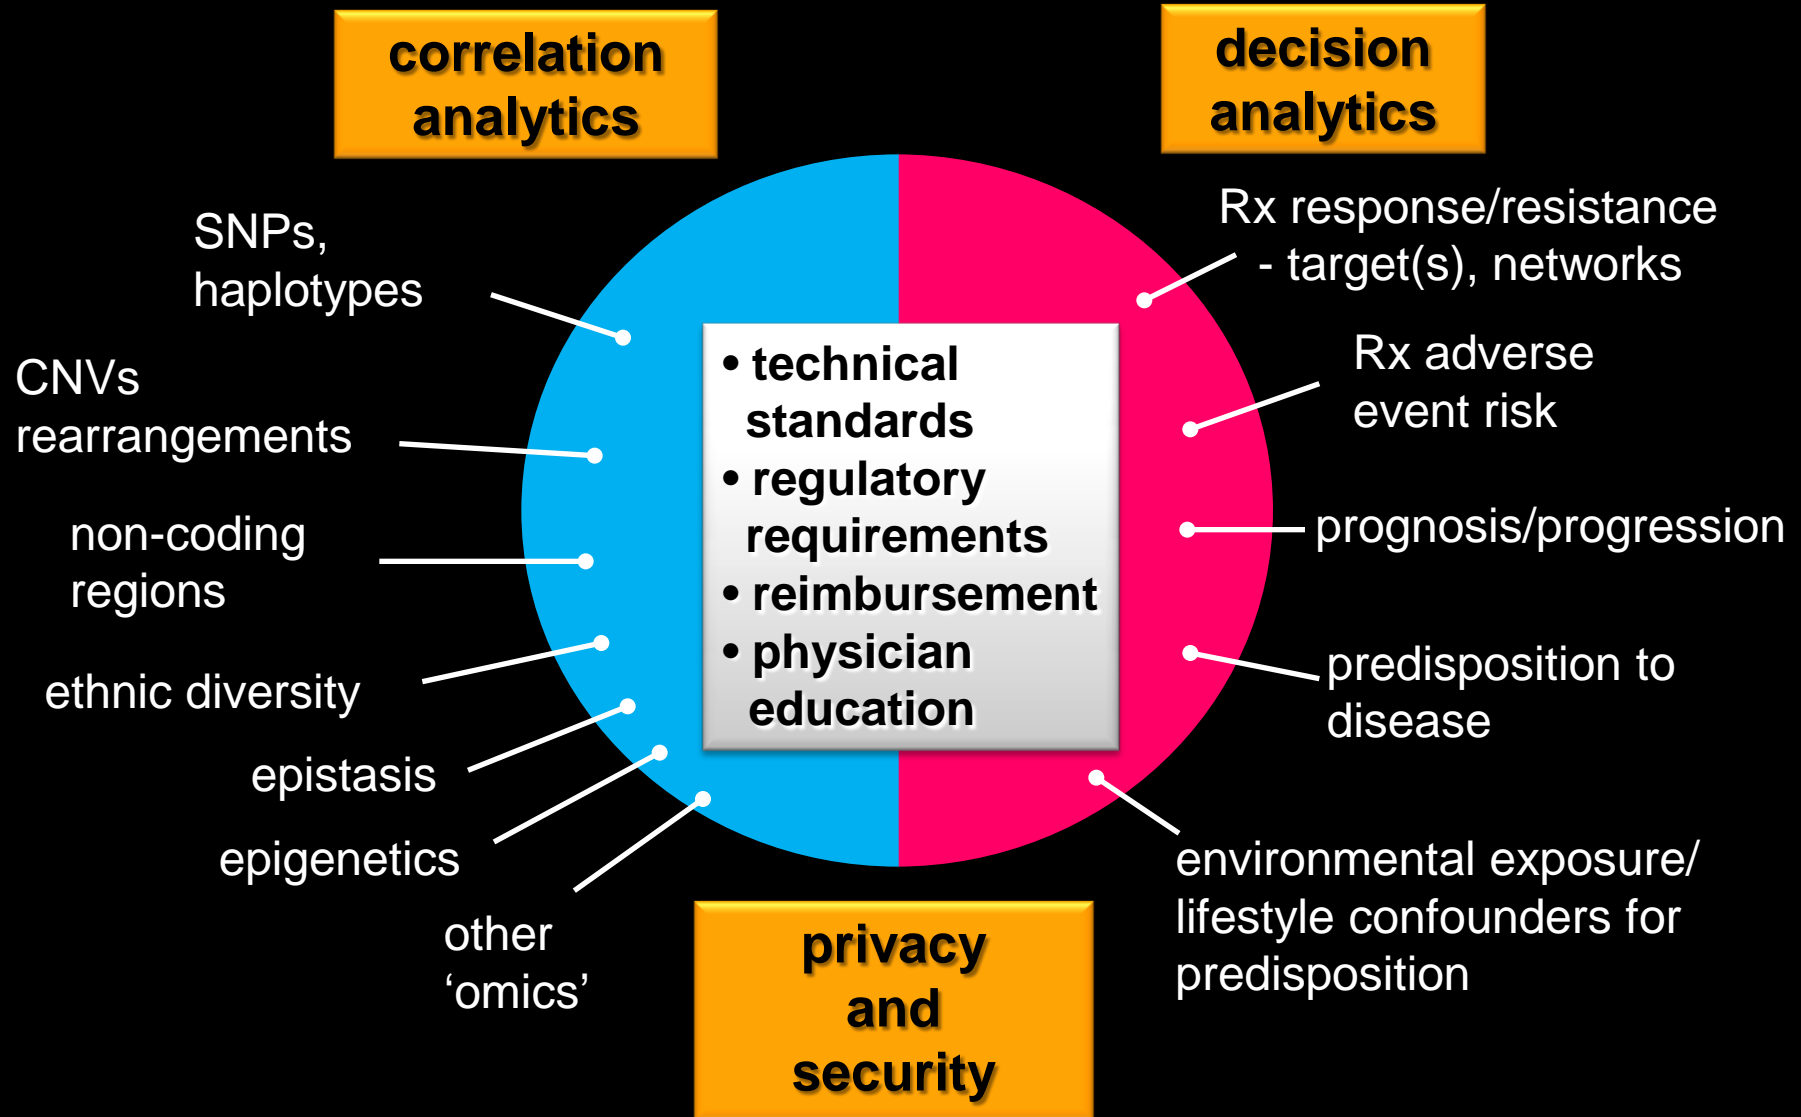 correlation
analytics
decision
analytics
SNPs,
haplotypes
CNVs
rearrangements
non-coding
regions
ethnic diversity
epistasis
epigenetics
other
‘omics’
• technical
standards
• regulatory
requirements
• reimbursement
• physician
education
Rx response/resistance
- target(s), networks
Rx adverse
event risk
prognosis/progression
predisposition to
disease
environmental exposure/
lifestyle confounders for
predisposition
privacy
and
security